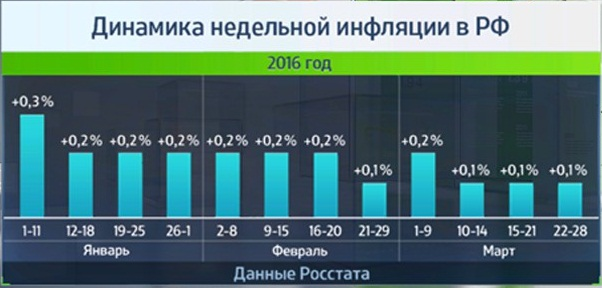 Динамика недельной инфляции в РФ
2016 год
+0,3%
+0,2% +0,2% +0,2% +0,2% +0,2% +0,2% +0,1% +0,2% +0,1% +0,1% +0,1%
1-11 12-18 19-25 26-1 2-8 9-15 16-20 21-29 1-9 10-14 15-21 22-28
Январь Февраль Март
Данные Росстата